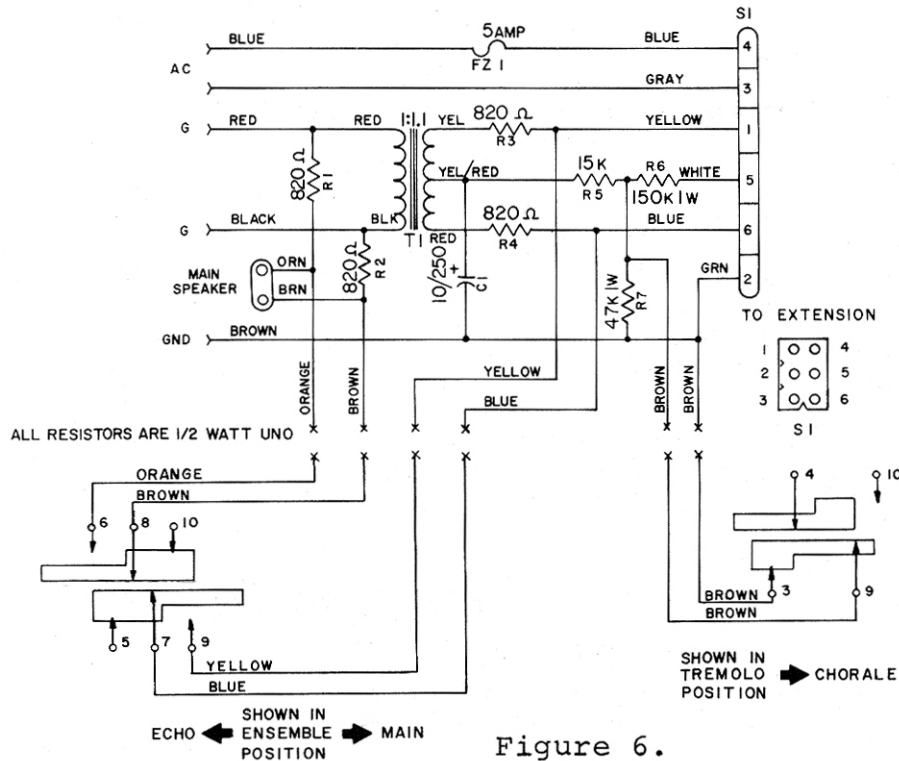 S1
5AMP
BLUE
BLUE
4
AC
FZ 1
GRAY
3
G
RED
RED
1:1.1
YEL
820 Ω
YELLOW
1
R3
820 Ω
R1
15K
R6
YEL
RED
WHITE
5
R5
150K 1W
820 Ω
BLACK
BLK
BLUE
G
6
T1
RED
R4
ORN
820 Ω
R2
10/250
+
C1
GRN
2
MAIN
SPEAKER
BRN
47K 1W
R7
TO EXTENSION
GND
BROWN
1
4
2
5
3
6
S1
ORANGE
BROWN
YELLOW
BLUE
BROWN
BROWN
ALL RESISTORS ARE 1/2 WATT UNO
ORANGE
BROWN
4
10
6
8
10
BROWN
3
9
BROWN
5
7
9
YELLOW
BLUE
SHOWN IN
TREMOLO
POSITION
CHORALE
ECHO
SHOWN IN
ENSEMBLE
POSITION
MAIN
Figure 6.